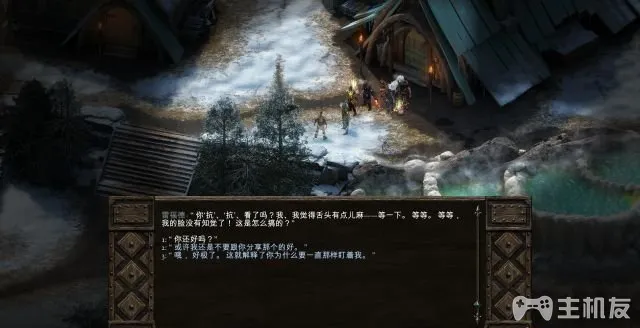 雷福德-“你‘抗’、‘抗’、看了吗？我、我觉得舌头有点儿麻——等一下。 等等。 等等，
我的脸没有知觉了！ 这是怎么搞的？”
1:“你还好吗？”
2:“或许我还是不要跟你分享那个的好。”
3:“哦，好极了。 这就解释了你为什么要一直那样盯着我。”
主机友